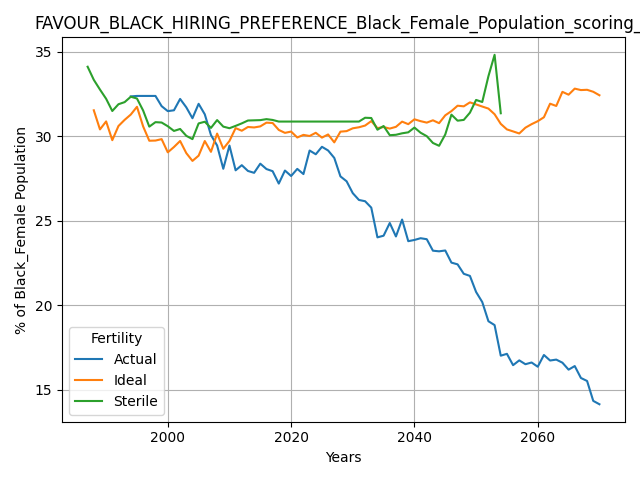 FAVOUR_BLACK_HIRING_PREFERENCE_Black_Female_Population_scoring_
35
30
25
20
15
% of Black_Female Population
Fertility
Actual
Ideal
Sterile
2000 2020 2040 2060
Years